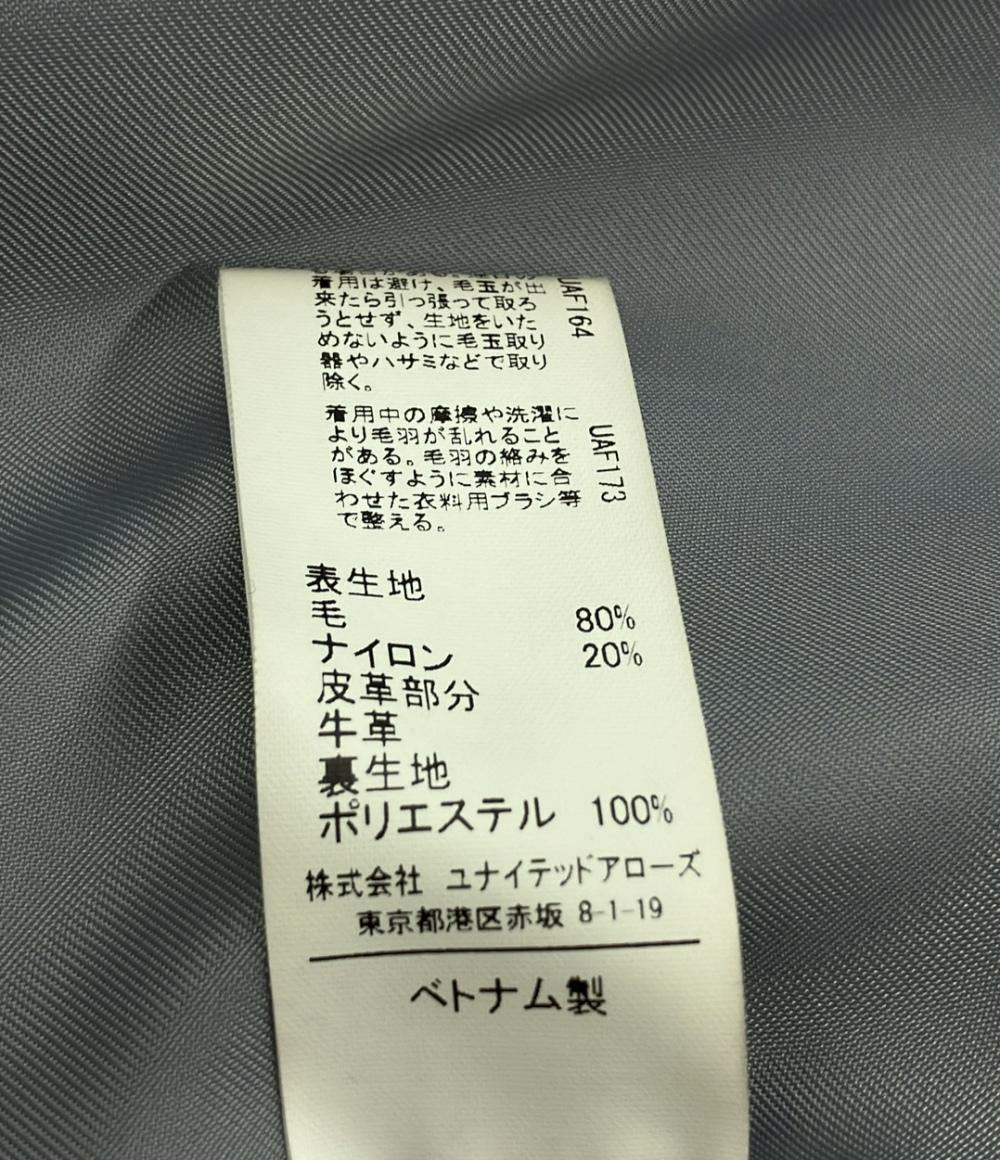 着用は避け、毛玉が出
来たら引っ張って取ろ
うとせず、生地をいた
めないように毛玉取り
器やハサミなどで取り
除く。
UAF164
着用中の摩擦や洗濯に
より毛羽が乱れること
がある。毛羽の絡みを
ほぐすように素材に合
わせた衣料用ブラシ等
で整える。
UAF173
表生地
毛 80%
ナイロン 20%
皮革部分
牛革
裏生地
ポリエステル 100%
株式会社 ユナイテッドアローズ
東京都港区赤坂 8-1-19
ベトナム製